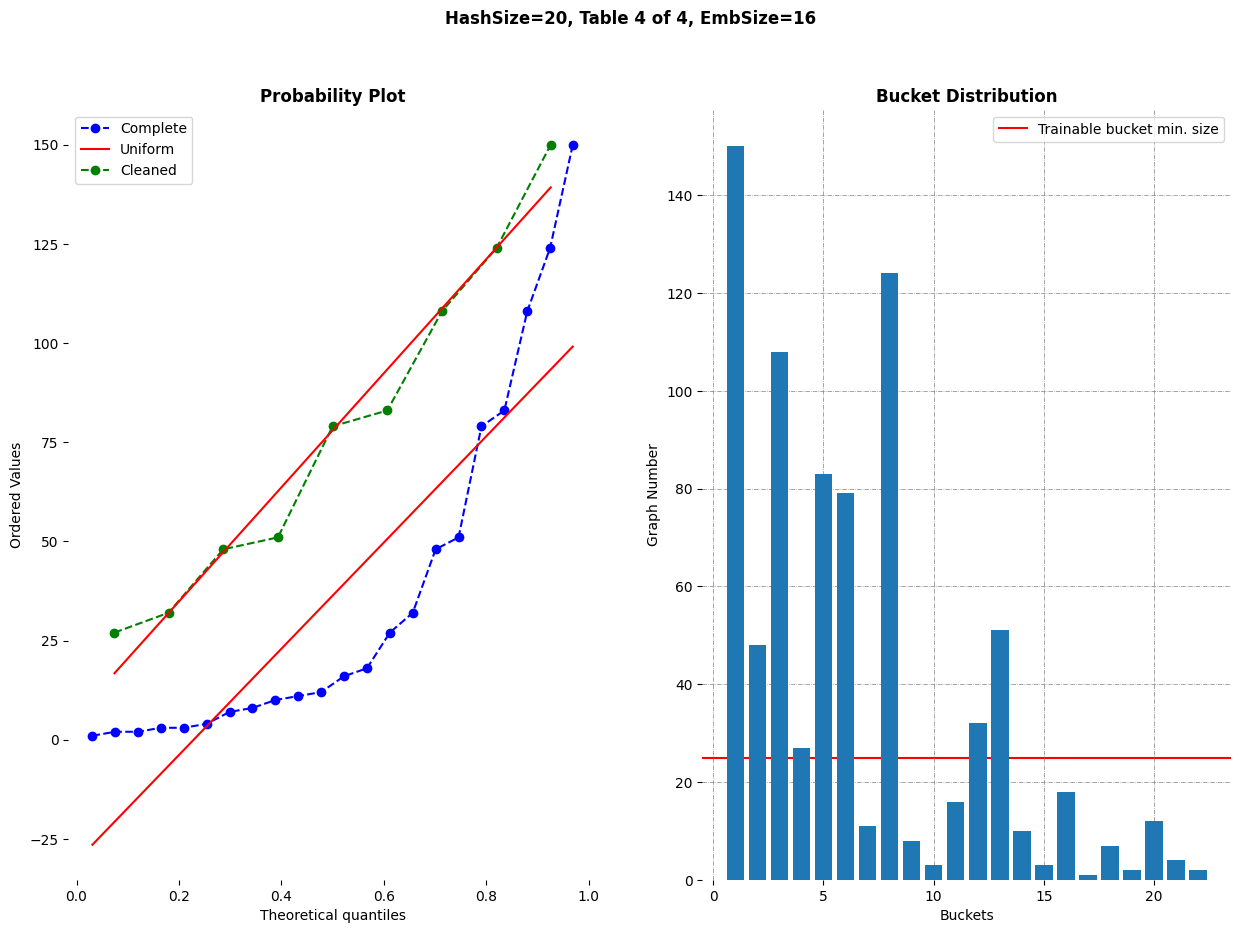 HashSize=20, Table 4 of 4, EmbSize=16
Probability Plot
Complete
Uniform
Cleaned
150
125
100
75
50
25
0
−25
Ordered Values
0.0 0.2 0.4 0.6 0.8 1.0
Theoretical quantiles
Bucket Distribution
Trainable bucket min. size
140
120
100
80
60
40
20
0
Graph Number
0 5 10 15 20
Buckets